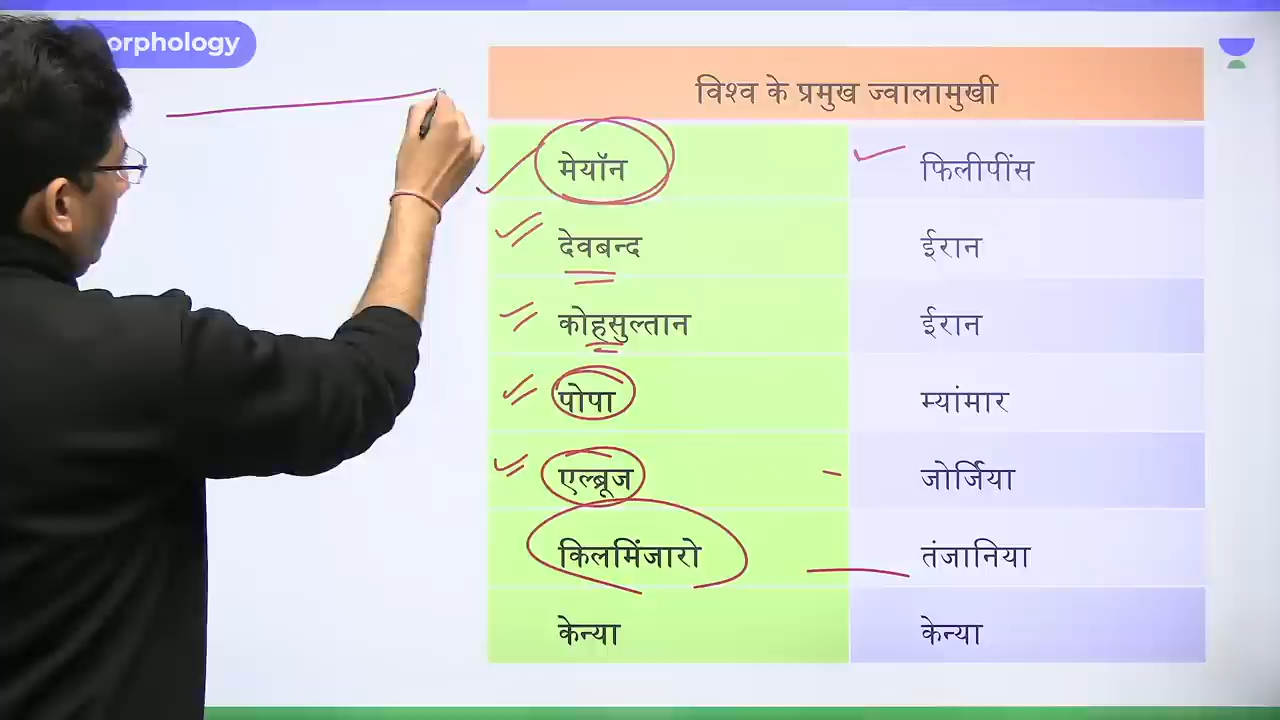 orphology
विश्व के प्रमुख ज्वालामुखी
मेयॉन फिलीपींस
देवबन्द ईरान
कोहसुल्तान ईरान
पोपा म्यांमार
एल्ब्रूज जोर्जिया
किलमिंजारो तंजानिया
केन्या केन्या